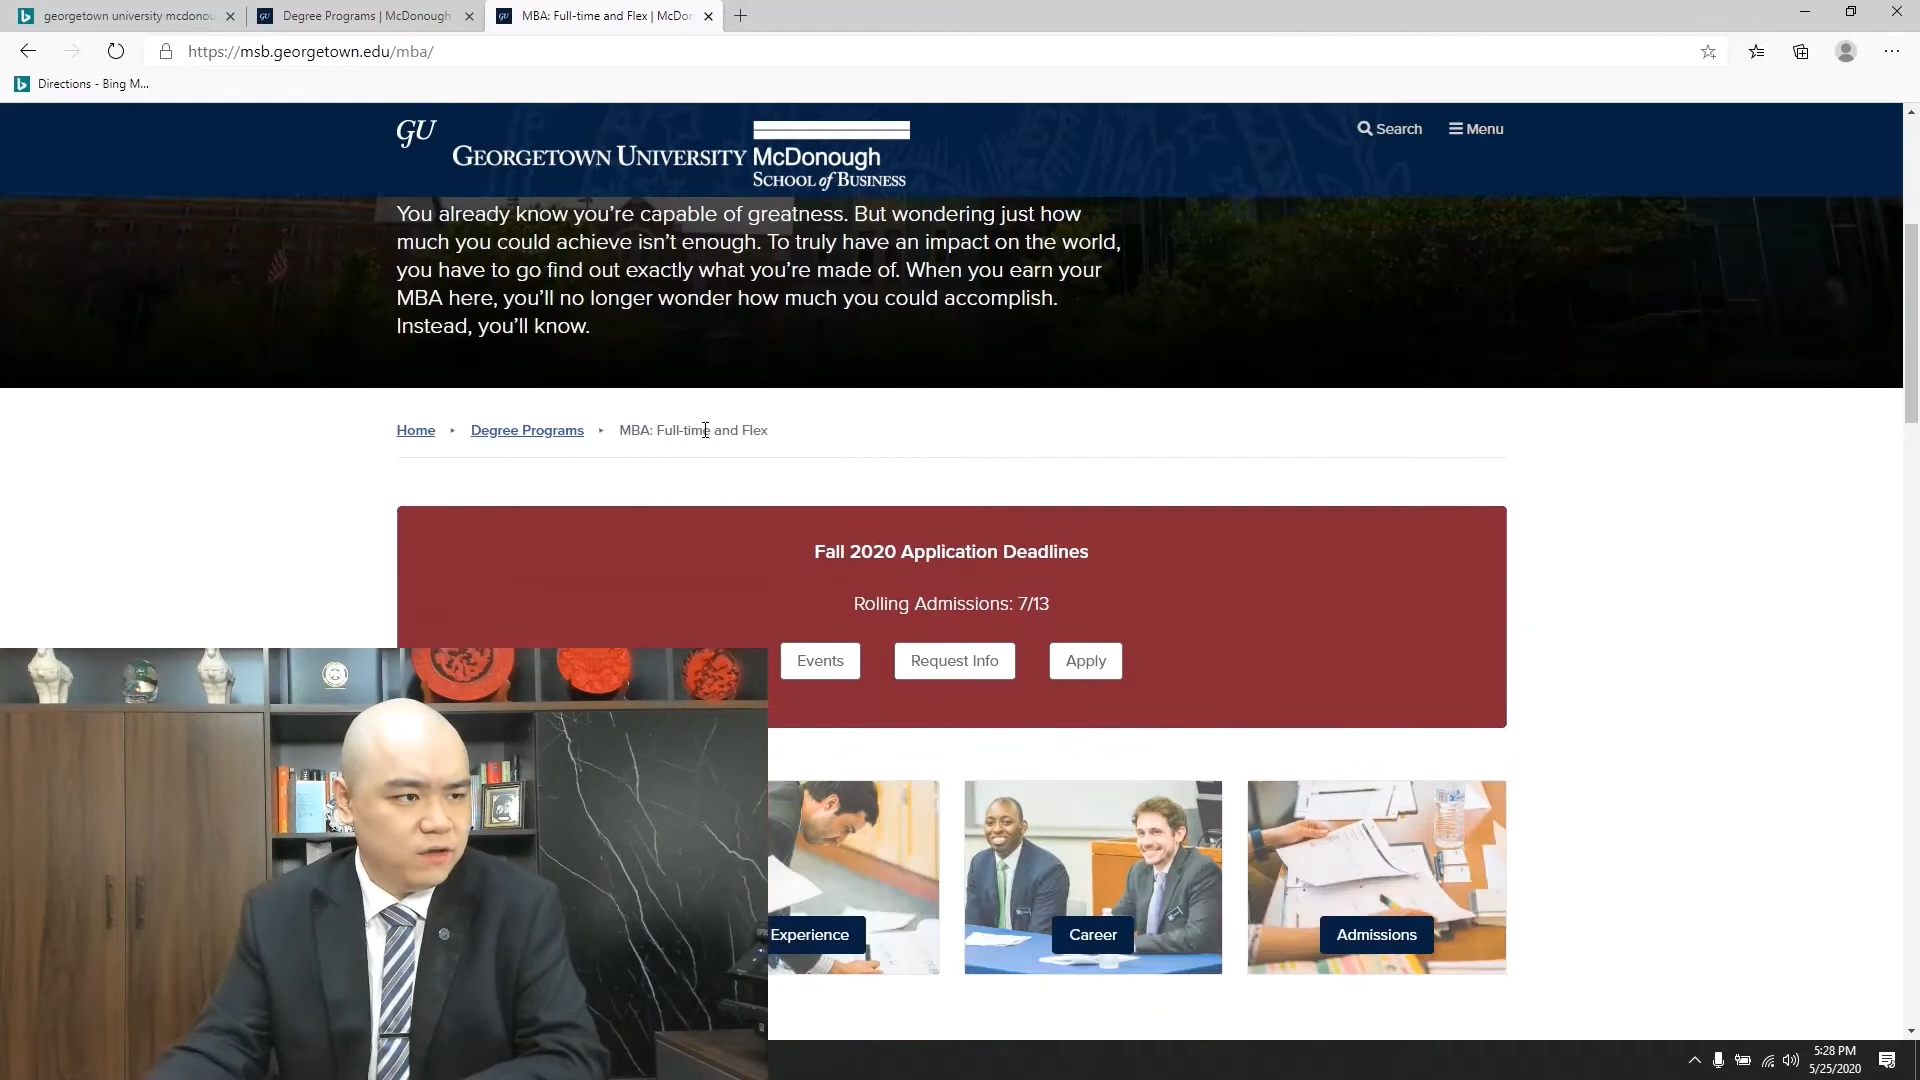 georgetown university mcdonou
Degree Programs | McDonough
MBA: Full-time and Flex | McDon
https://msb.georgetown.edu/mba/
Directions - Bing M...
GU
GEORGETOWN UNIVERSITY
McDonough
SCHOOL of BUSINESS
Search
Menu
You already know you’re capable of greatness. But wondering just how
much you could achieve isn’t enough. To truly have an impact on the world,
you have to go find out exactly what you’re made of. When you earn your
MBA here, you’ll no longer wonder how much you could accomplish.
Instead, you’ll know.
Home ▸ Degree Programs ▸ MBA: Full-time and Flex
Fall 2020 Application Deadlines
Rolling Admissions: 7/13
Events
Request Info
Apply
Experience
Career
Admissions
5:28 PM
5/25/2020